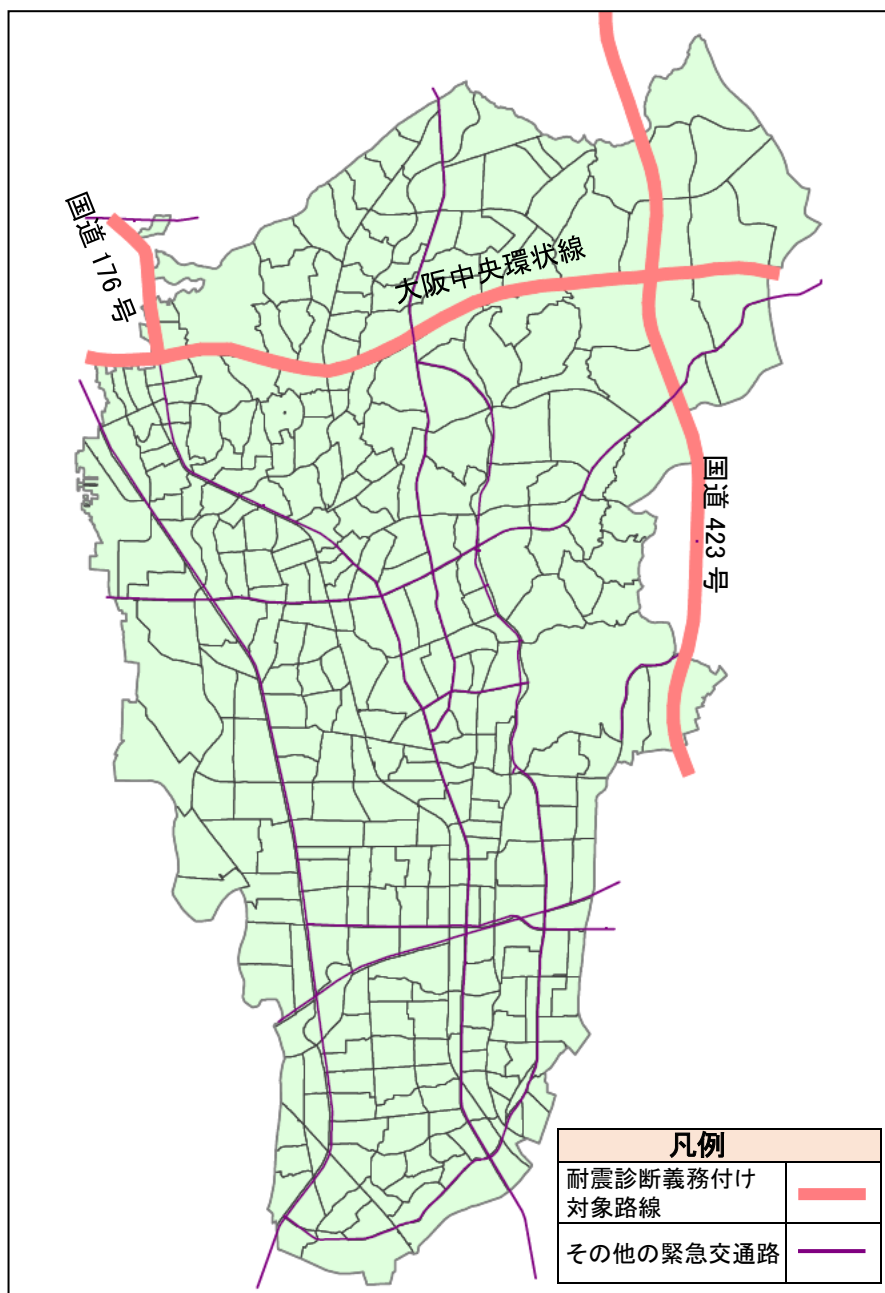 国道 176 号
大阪中央環状線
国道 423 号
凡例
耐震診断義務付け
対象路線
その他の緊急交通路